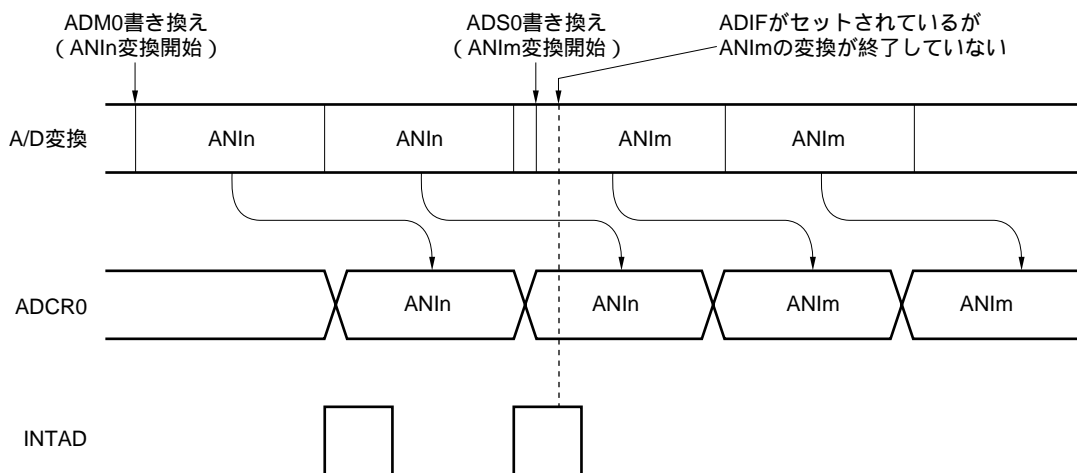 ADM0書き換え
（ANIn変換開始）
ADS0書き換え
（ANIm変換開始）
ADIFがセットされているが
ANImの変換が終了していない
A/D変換
ANIn
ANIn
ANIm
ANIm
ADCR0
ANIn
ANIn
ANIm
ANIm
INTAD